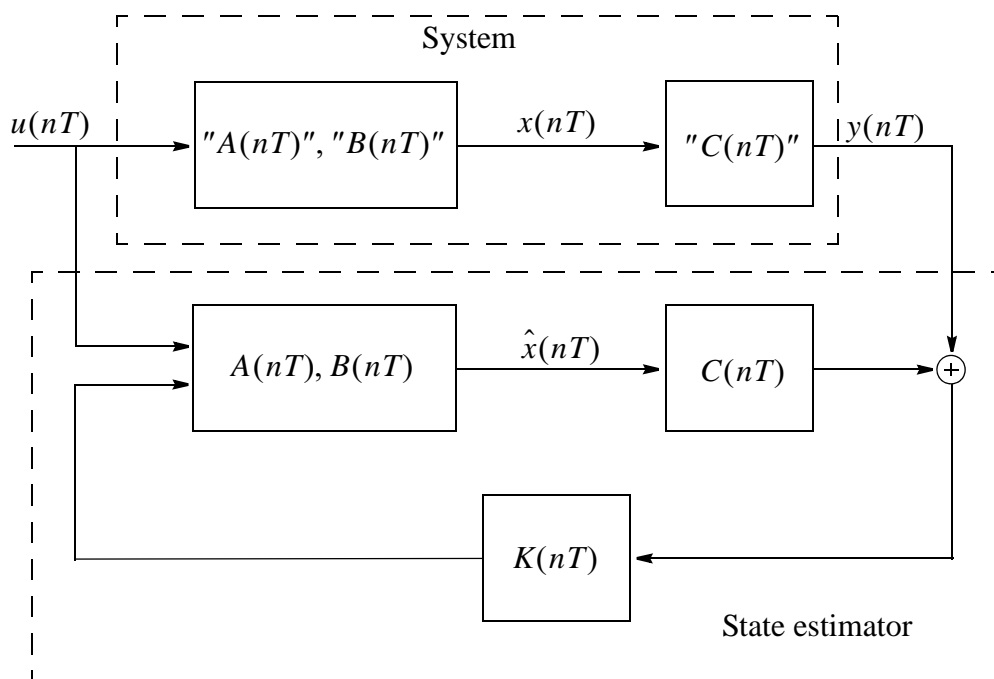 System
u(nT)
"A(nT)", "B(nT)"
x(nT)
"C(nT)"
y(nT)
A(nT), B(nT)
x̂(nT)
C(nT)
+
K(nT)
State estimator